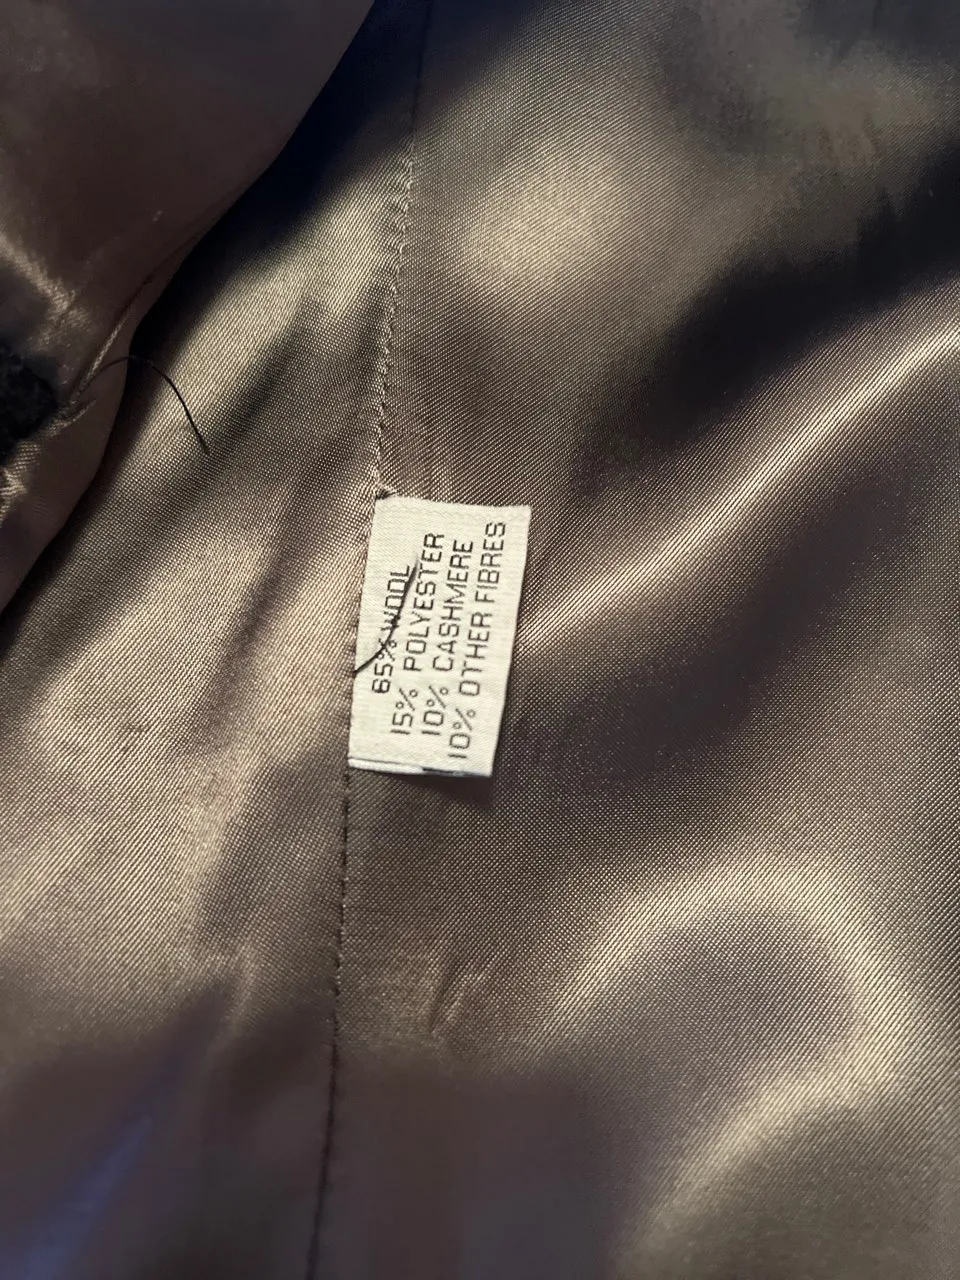 65% WOOL
15% POLYESTER
10% CASHMERE
10% OTHER FIBRES